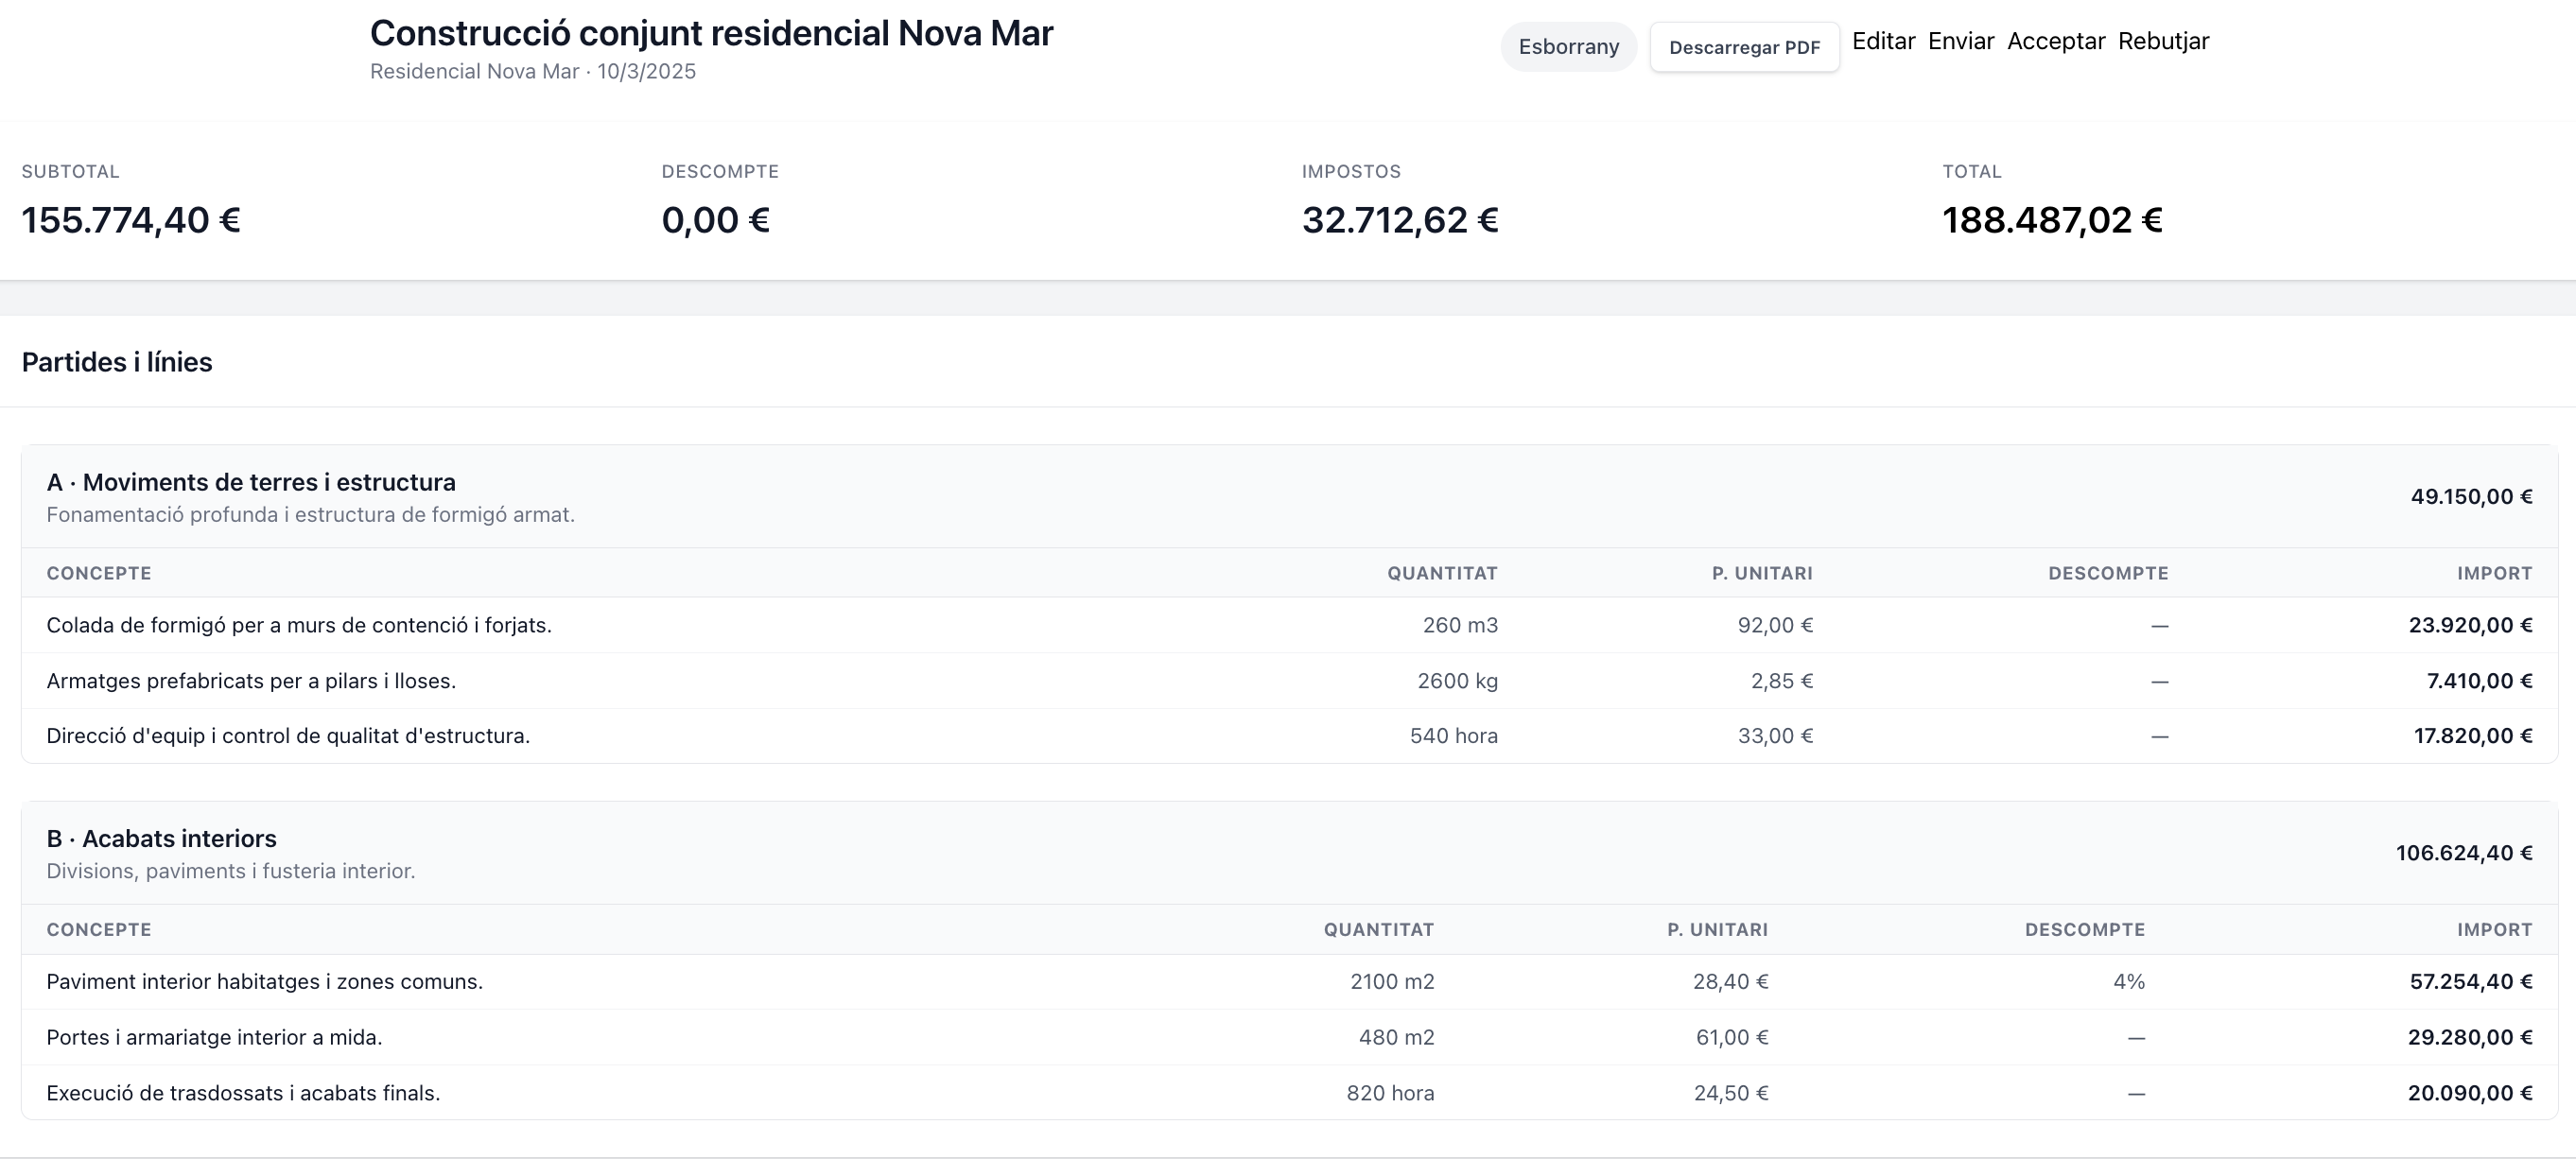 Construcció conjunt residencial Nova Mar
Residencial Nova Mar · 10/3/2025
Esborrany Descarregar PDF Editar Enviar Acceptar Rebutjar
SUBTOTAL DESCOMPTE IMPOSTOS TOTAL
155.774,40 € 0,00 € 32.712,62 € 188.487,02 €
Partides i línies
A · Moviments de terres i estructura
Fonamentació profunda i estructura de formigó armat.
49.150,00 €
CONCEPTE QUANTITAT P. UNITARI DESCOMPTE IMPORT
Colada de formigó per a murs de contenció i forjats. 260 m3 92,00 € — 23.920,00 €
Armatges prefabricats per a pilars i lloses. 2600 kg 2,85 € — 7.410,00 €
Direcció d'equip i control de qualitat d'estructura. 540 hora 33,00 € — 17.820,00 €
B · Acabats interiors
Divisions, paviments i fusteria interior.
106.624,40 €
CONCEPTE QUANTITAT P. UNITARI DESCOMPTE IMPORT
Paviment interior habitatges i zones comuns. 2100 m2 28,40 € 4% 57.254,40 €
Portes i armariatge interior a mida. 480 m2 61,00 € — 29.280,00 €
Execució de trasdossats i acabats finals. 820 hora 24,50 € — 20.090,00 €